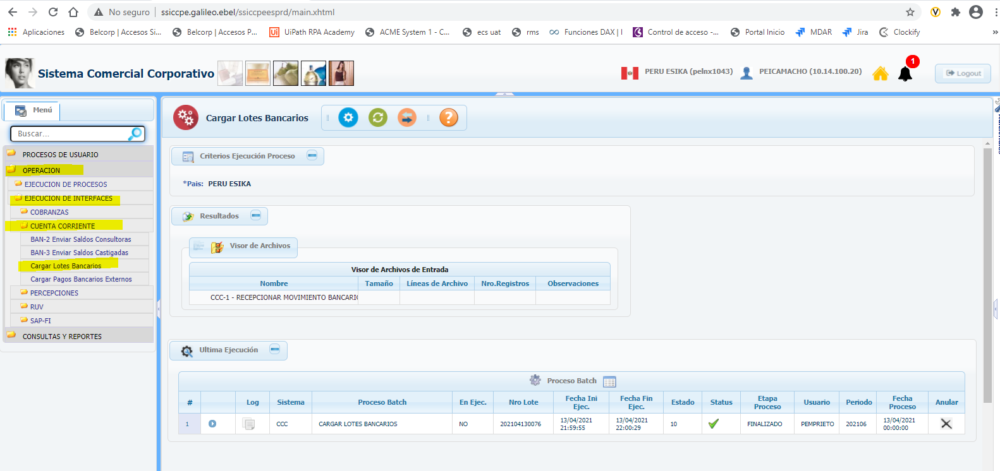 No seguro | ssiccpe.galileo.ebel/ssiccpeesprd/main.xhtml
Aplicaciones Belcorp | Accesos Si... Belcorp | Accesos P... UiPath RPA Academy ACME System 1 - C... ecs uat rms Funciones DAX | I Control de acceso -... Portal Inicio MDAR Jira Clockify »
Sistema Comercial Corporativo
PERU ESIKA (pelnx1043) PEICAMACHO (10.14.100.20) 1 Logout
Menú
Buscar...
PROCESOS DE USUARIO
OPERACION
EJECUCION DE PROCESOS
EJECUCION DE INTERFACES
COBRANZAS
CUENTA CORRIENTE
BAN-2 Enviar Saldos Consultoras
BAN-3 Enviar Saldos Castigadas
Cargar Lotes Bancarios
Cargar Pagos Bancarios Externos
PERCEPCIONES
RUV
SAP-FI
CONSULTAS Y REPORTES
Cargar Lotes Bancarios ?
Criterios Ejecución Proceso
*Pais: PERU ESIKA
Resultados
Visor de Archivos
Visor de Archivos de Entrada
Nombre Tamaño Líneas de Archivo Nro.Registros Observaciones
CCC-1 - RECEPCIONAR MOVIMIENTO BANCARIO
Ultima Ejecución
Proceso Batch
# Log Sistema Proceso Batch En Ejec. Nro Lote Fecha Ini Ejec. Fecha Fin Ejec. Estado Status Etapa Proceso Usuario Periodo Fecha Proceso Anular
1 CCC CARGAR LOTES BANCARIOS NO 202104130076 13/04/2021 21:59:55 13/04/2021 22:00:29 10 FINALIZADO PEMPRIETO 202106 13/04/2021 00:00:00